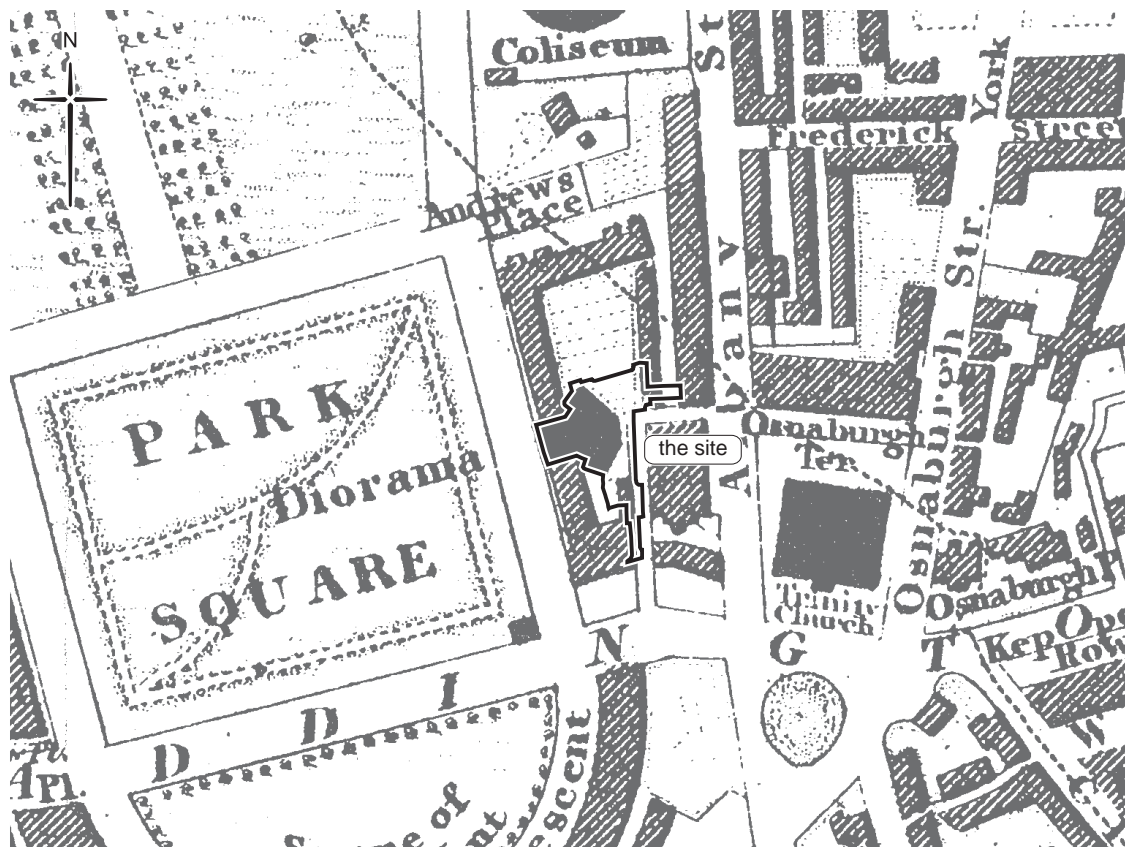 N
Coliseum
St
York
Frederick Street
Andrews
Place
Str.
PARK
Diorama
SQUARE
the site
Albany
Osnaburgh
Ter.
Osnaburgh
Trinity
Church
Osnaburgh
N
G
T
Kep
Row
D
D
I
Pl.
escent